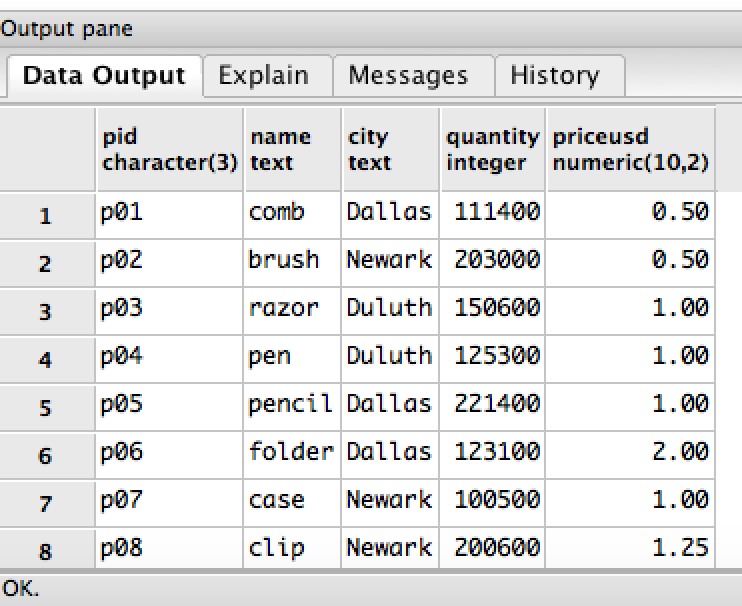 Output pane
Data Output Explain Messages History
pid name city quantity priceusd
character(3) text text integer numeric(10,2)
1 p01 comb Dallas 111400 0.50
2 p02 brush Newark 203000 0.50
3 p03 razor Duluth 150600 1.00
4 p04 pen Duluth 125300 1.00
5 p05 pencil Dallas 221400 1.00
6 p06 folder Dallas 123100 2.00
7 p07 case Newark 100500 1.00
8 p08 clip Newark 200600 1.25
OK.